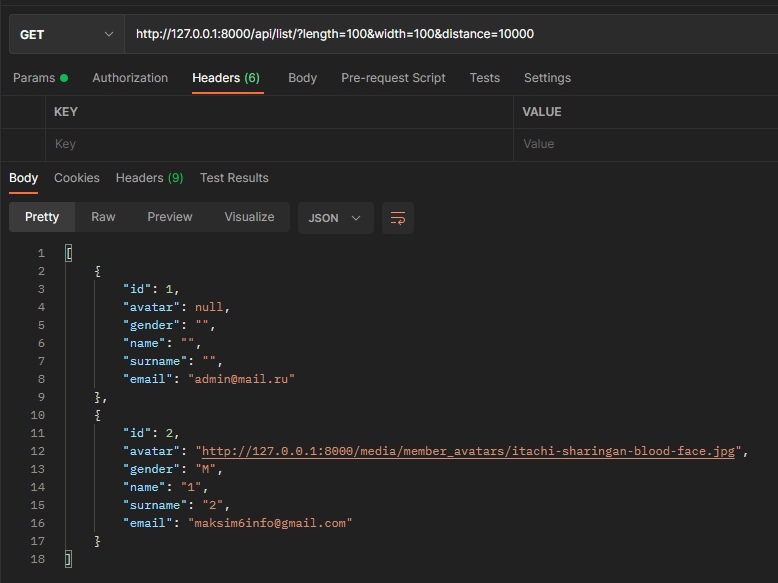 GET http://127.0.0.1:8000/api/list/?length=100&width=100&distance=10000
Params Authorization Headers (6) Body Pre-request Script Tests Settings
KEY VALUE
Key Value
Body Cookies Headers (9) Test Results
Pretty Raw Preview Visualize JSON
1 [
2 {
3 "id": 1,
4 "avatar": null,
5 "gender": "",
6 "name": "",
7 "surname": "",
8 "email": "admin@mail.ru"
9 },
10 {
11 "id": 2,
12 "avatar": "http://127.0.0.1:8000/media/member_avatars/itachi-sharingan-blood-face.jpg",
13 "gender": "M",
14 "name": "1",
15 "surname": "2",
16 "email": "maksim6info@gmail.com"
17 }
18 ]